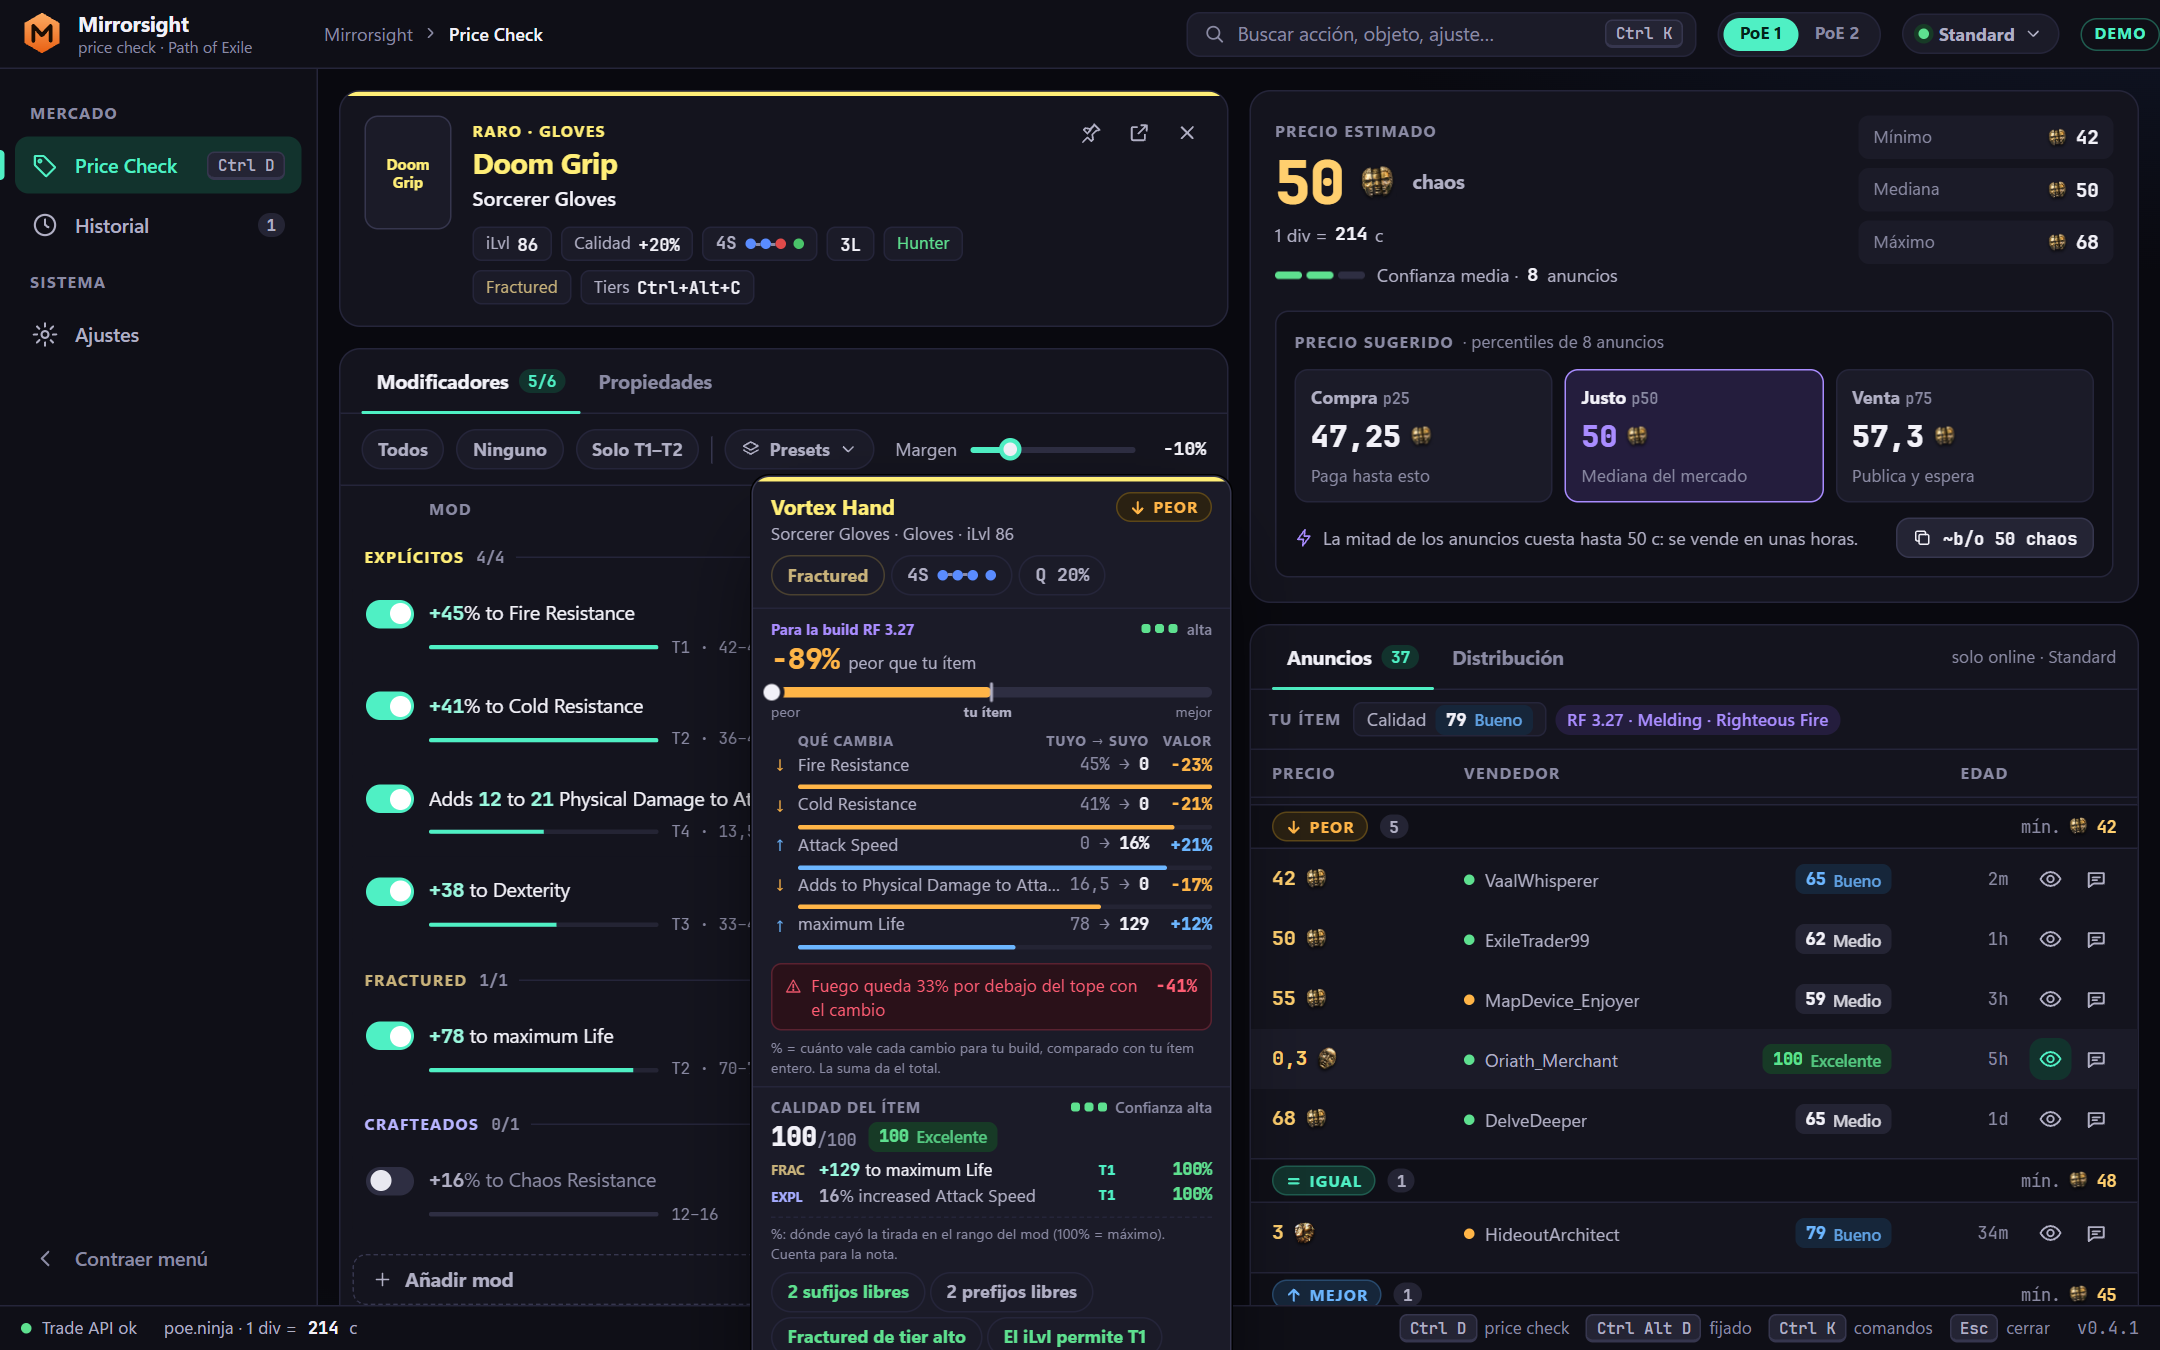 Mirrorsight
price check · Path of Exile
Mirrorsight > Price Check
Buscar acción, objeto, ajuste...
Ctrl K
PoE 1
PoE 2
Standard
DEMO
MERCADO
Price Check
Ctrl D
Historial
1
SISTEMA
Ajustes
Contraer menú
Doom
Grip
RARO · GLOVES
Doom Grip
Sorcerer Gloves
iLvl 86
Calidad +20%
4S
3L
Hunter
Fractured
Tiers Ctrl+Alt+C
Modificadores 5/6
Propiedades
Todos
Ninguno
Solo T1–T2
Presets
Margen
-10%
MOD
EXPLÍCITOS 4/4
+45% to Fire Resistance
T1 · 42-
+41% to Cold Resistance
T2 · 36-
Adds 12 to 21 Physical Damage to At
T4 · 13,
+38 to Dexterity
T3 · 33-
FRACTURED 1/1
+78 to maximum Life
T2 · 70-
CRAFTEADOS 0/1
+16% to Chaos Resistance
12-16
+ Añadir mod
Vortex Hand
↓ PEOR
Sorcerer Gloves · Gloves · iLvl 86
Fractured
4S
Q 20%
Para la build RF 3.27
alta
-89% peor que tu ítem
peor
tu ítem
mejor
QUÉ CAMBIA TUYO → SUYO VALOR
↓ Fire Resistance 45% → 0 -23%
↓ Cold Resistance 41% → 0 -21%
↑ Attack Speed 0 → 16% +21%
↓ Adds to Physical Damage to Atta... 16,5 → 0 -17%
↑ maximum Life 78 → 129 +12%
Fuego queda 33% por debajo del tope con -41%
el cambio
% = cuánto vale cada cambio para tu build, comparado con tu ítem
entero. La suma da el total.
CALIDAD DEL ÍTEM
Confianza alta
100/100
100 Excelente
FRAC +129 to maximum Life T1 100%
EXPL 16% increased Attack Speed T1 100%
%: dónde cayó la tirada en el rango del mod (100% = máximo).
Cuenta para la nota.
2 sufijos libres
2 prefijos libres
Fractured de tier alto
El iLvl permite T1
PRECIO ESTIMADO
50 chaos
1 div = 214 c
Confianza media · 8 anuncios
Mínimo 42
Mediana 50
Máximo 68
PRECIO SUGERIDO · percentiles de 8 anuncios
Compra p25
47,25
Paga hasta esto
Justo p50
50
Mediana del mercado
Venta p75
57,3
Publica y espera
La mitad de los anuncios cuesta hasta 50 c: se vende en unas horas.
~b/o 50 chaos
Anuncios 37
Distribución
solo online · Standard
TU ÍTEM
Calidad 79 Bueno
RF 3.27 · Melding · Righteous Fire
PRECIO VENDEDOR EDAD
↓ PEOR 5 mín. 42
42 VaalWhisperer 65 Bueno 2m
50 ExileTrader99 62 Medio 1h
55 MapDevice_Enjoyer 59 Medio 3h
0,3 Oriath_Merchant 100 Excelente 5h
68 DelveDeeper 65 Medio 1d
= IGUAL 1 mín. 48
3 HideoutArchitect 79 Bueno 34m
↑ MEJOR 1 mín. 45
Trade API ok
poe.ninja · 1 div = 214 c
Ctrl D price check
Ctrl Alt D fijado
Ctrl K comandos
Esc cerrar
v0.4.1